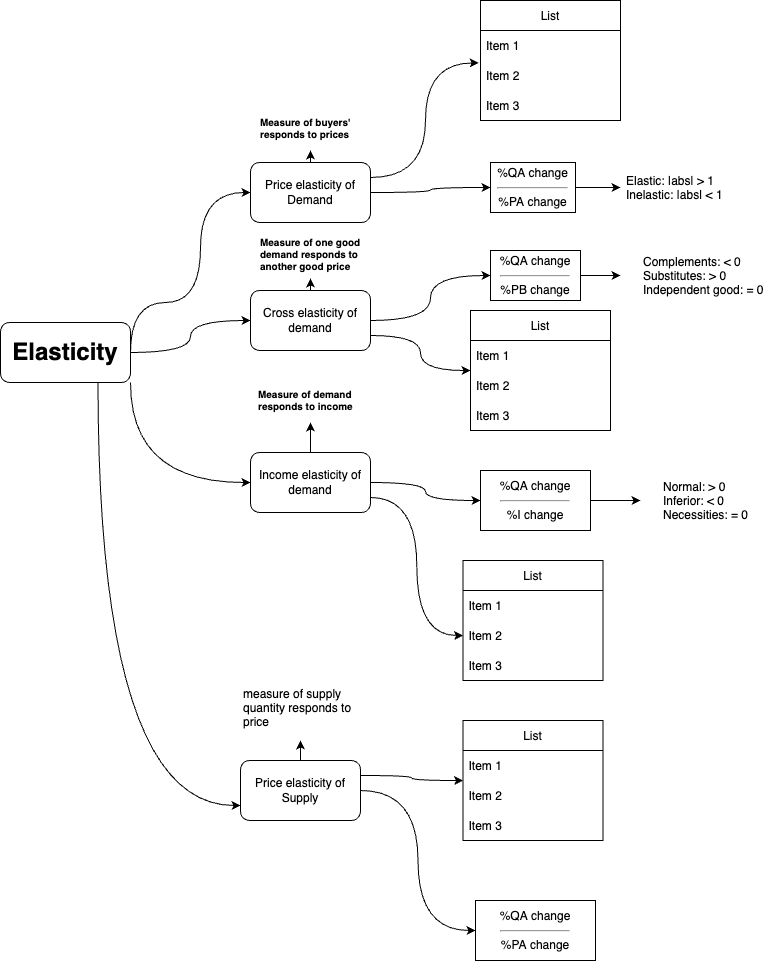 List
Item 1
Item 2
Item 3
Measure of buyers'
responds to prices
Price elasticity of
Demand
%QA change
%PA change
Elastic: labsl > 1
Inelastic: labsl < 1
Measure of one good
demand responds to
another good price
Cross elasticity of
demand
%QA change
%PB change
Complements: < 0
Substitutes: > 0
Independent good: = 0
List
Item 1
Item 2
Item 3
Elasticity
Measure of demand
responds to income
Income elasticity of
demand
%QA change
%I change
Normal: > 0
Inferior: < 0
Necessities: = 0
List
Item 1
Item 2
Item 3
measure of supply
quantity responds to
price
Price elasticity of
Supply
List
Item 1
Item 2
Item 3
%QA change
%PA change